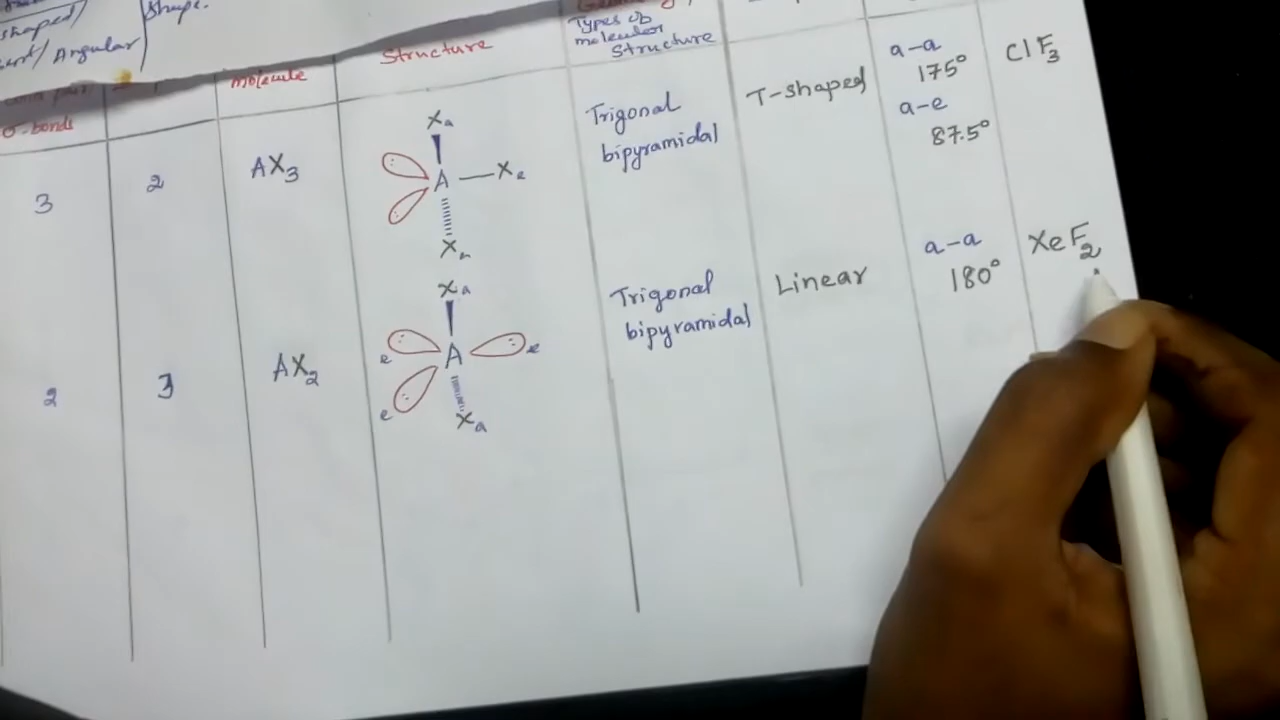 shaped/
shape.
/ Angular
Types of
molecular
Structure
Structure
molecule
σ-bonds
3
2
AX3
Xa
A
Xe
Xa
Trigonal
bipyramidal
T-shaped
a-a
175°
a-e
87.5°
ClF3
2
3
AX2
Xa
e
A
e
e
Xa
Trigonal
bipyramidal
Linear
a-a
180°
XeF2